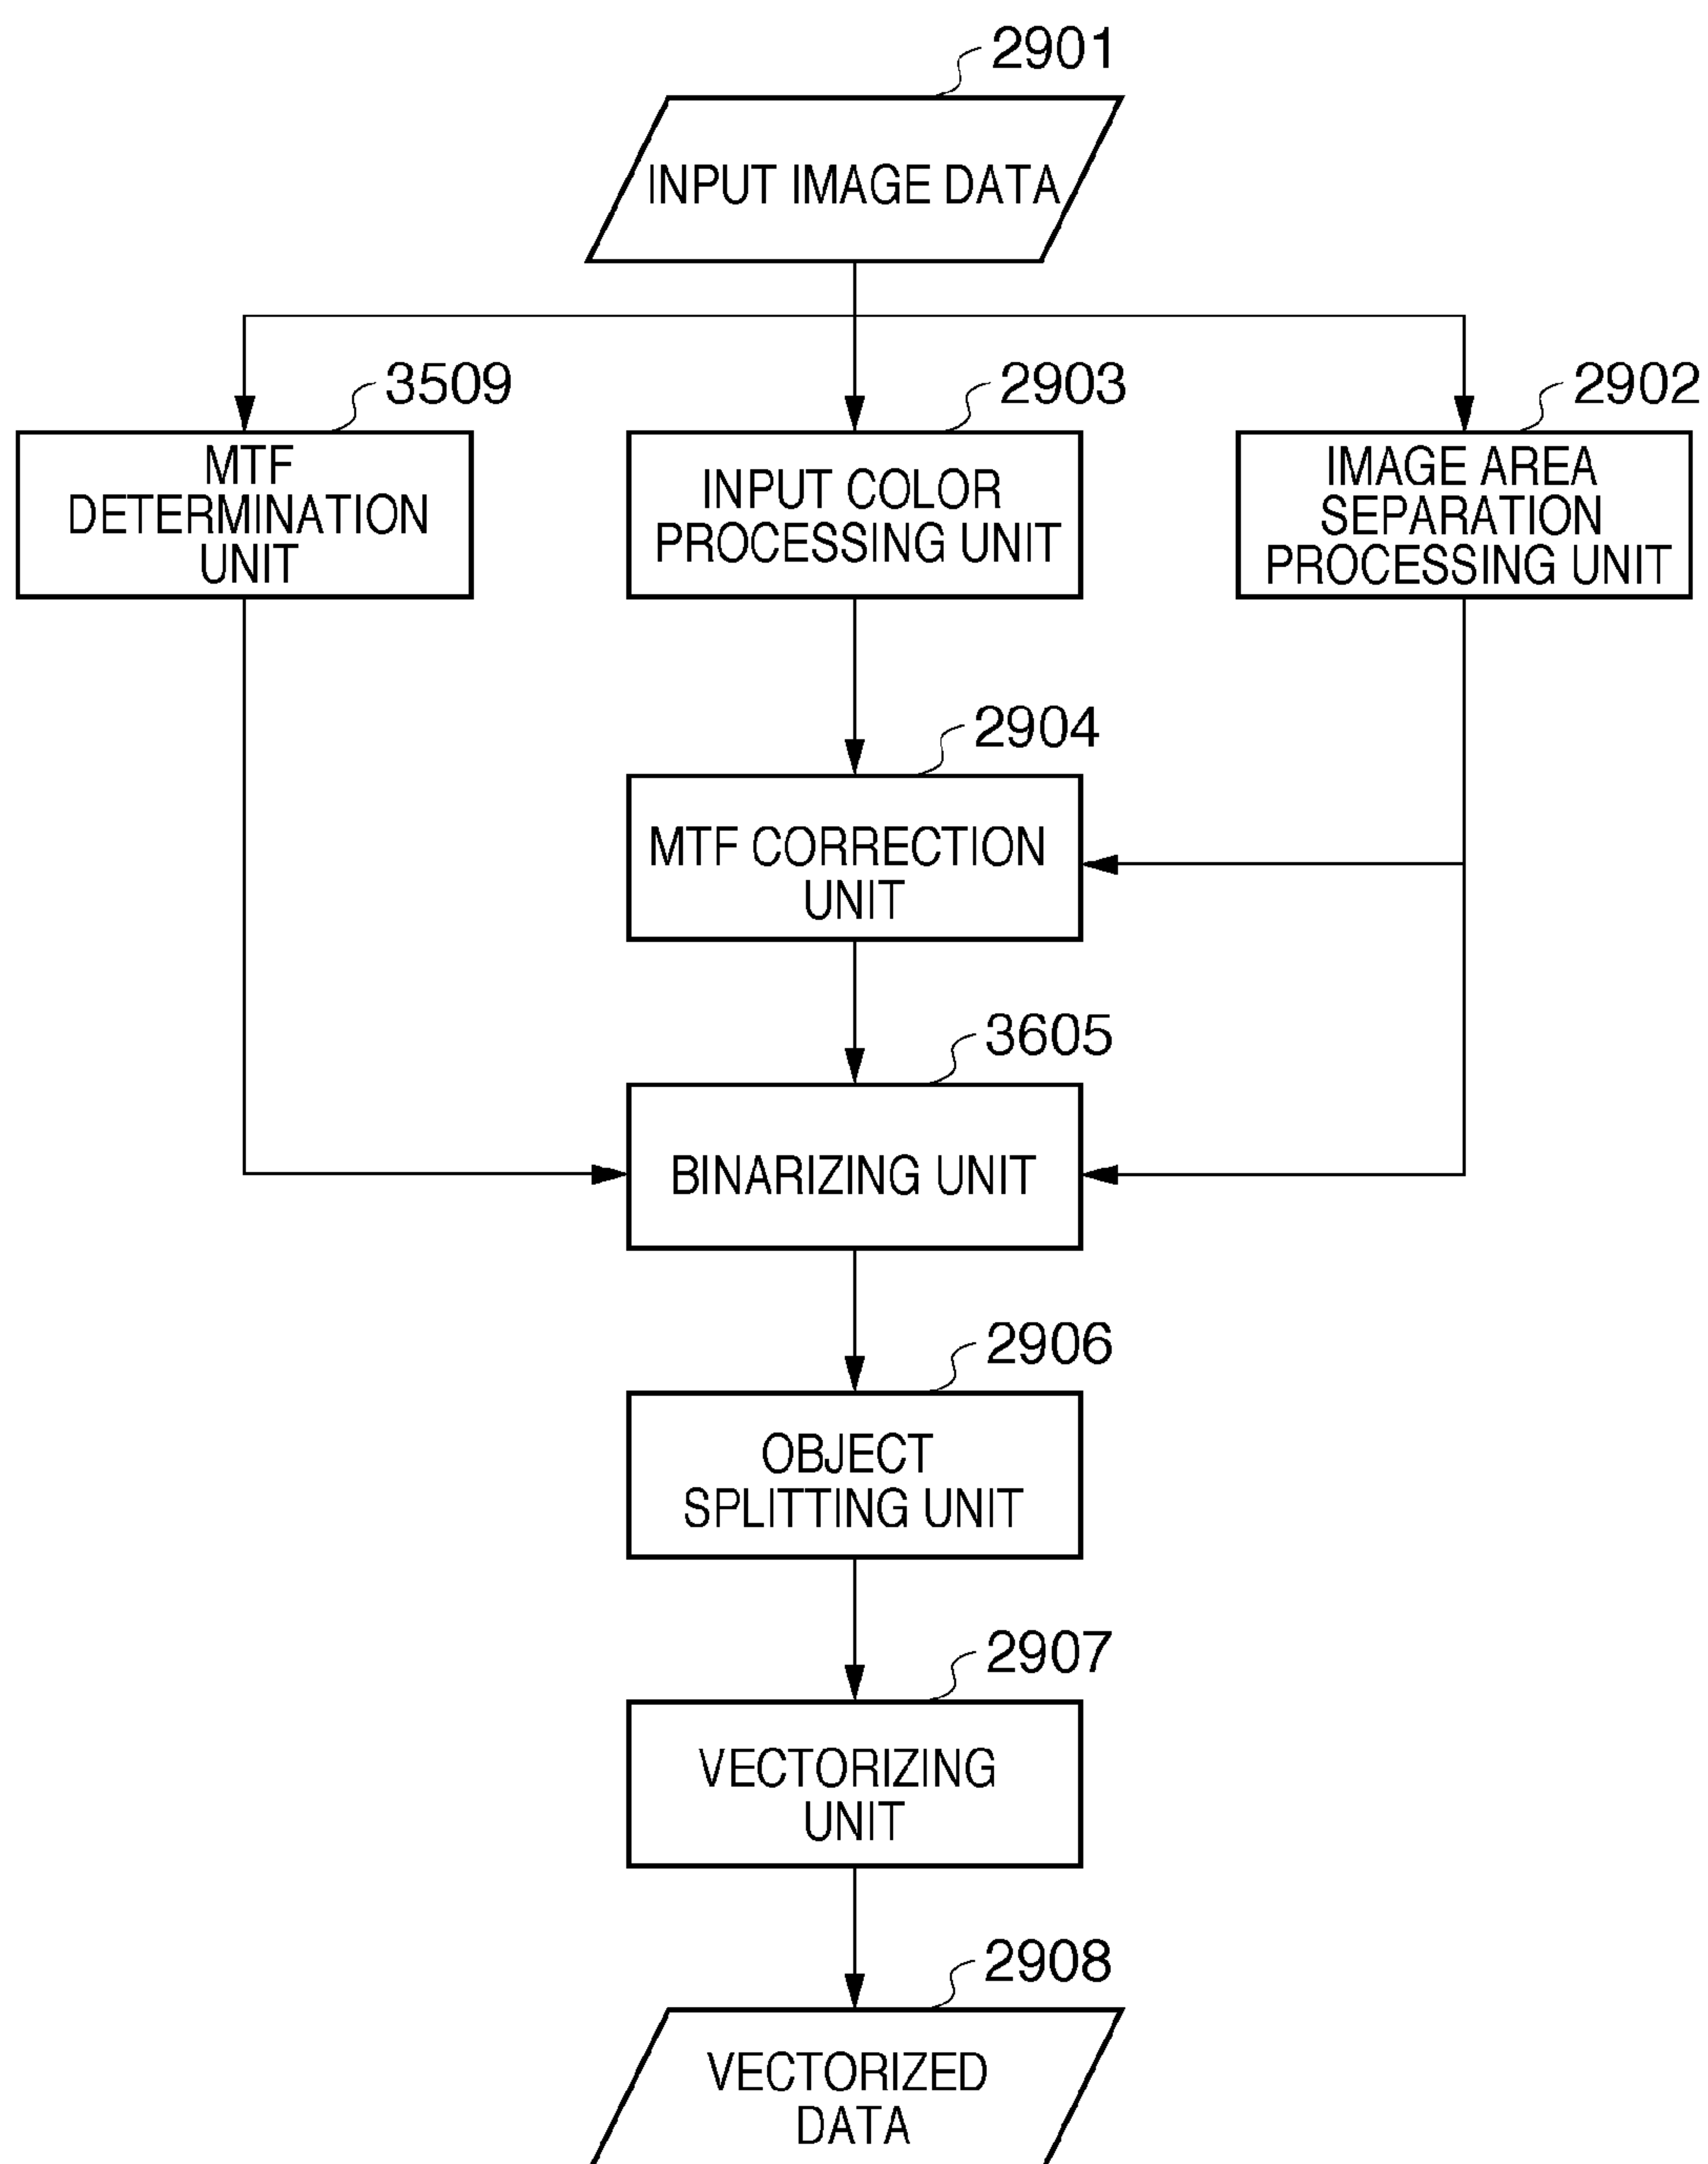 2901
INPUT IMAGE DATA
3509
2903
2902
MTF
DETERMINATION
UNIT
INPUT COLOR
PROCESSING UNIT
IMAGE AREA
SEPARATION
PROCESSING UNIT
2904
MTF CORRECTION
UNIT
3605
BINARIZING UNIT
2906
OBJECT
SPLITTING UNIT
2907
VECTORIZING
UNIT
2908
VECTORIZED
DATA